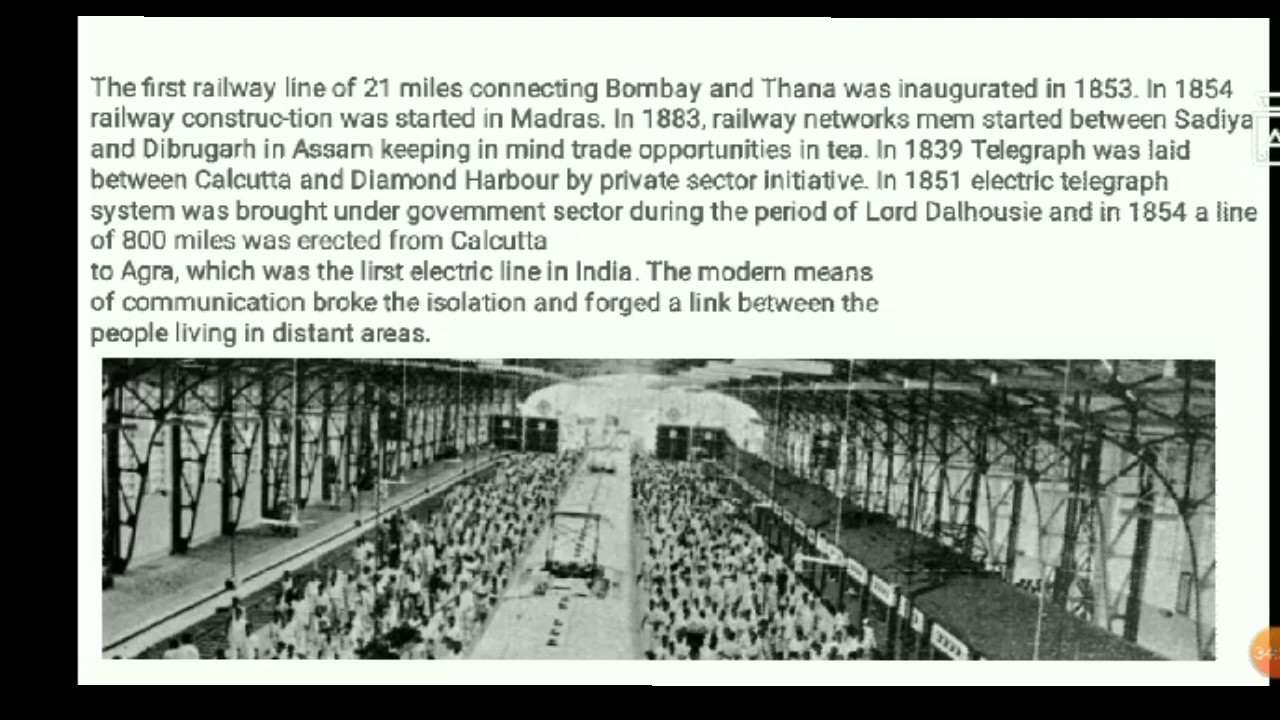 The first railway line of 21 miles connecting Bombay and Thana was inaugurated in 1853. In 1854
railway construc-tion was started in Madras. In 1883, railway networks mem started between Sadiya
and Dibrugarh in Assam keeping in mind trade opportunities in tea. In 1839 Telegraph was laid
between Calcutta and Diamond Harbour by private sector initiative. In 1851 electric telegraph
system was brought under government sector during the period of Lord Dalhousie and in 1854 a line
of 800 miles was erected from Calcutta
to Agra, which was the lirst electric line in India. The modern means
of communication broke the isolation and forged a link between the
people living in distant areas.
A
34: